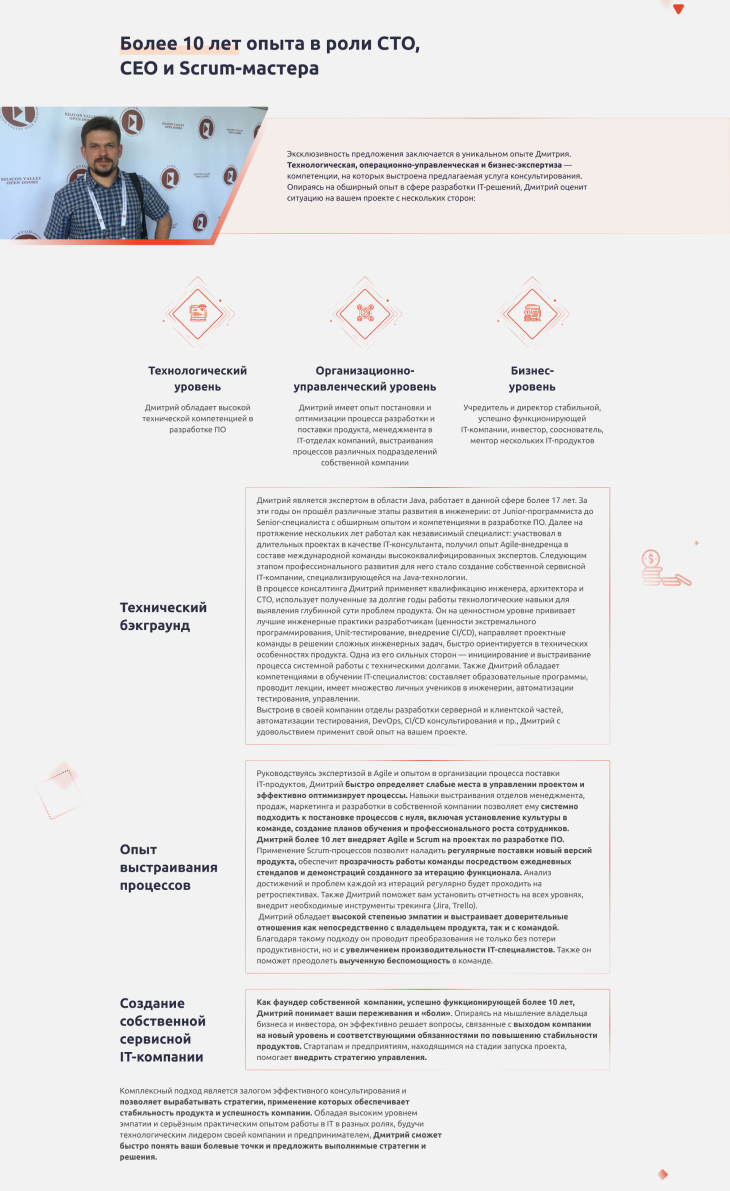 Более 10 лет опыта в роли CTO,
CEO и Scrum-мастера
SILICON VALLEY
OPEN DOORS
SILICON VALLEY
OPEN DOORS
Эксклюзивность предложения заключается в уникальном опыте Дмитрия.
Технологическая, операционно-управленческая и бизнес-экспертиза —
компетенции, на которых выстроена предлагаемая услуга консультирования.
Опираясь на обширный опыт в сфере разработки IT-решений, Дмитрий оценит
ситуацию на вашем проекте с нескольких сторон:
Технологический
уровень
Дмитрий обладает высокой
технической компетенцией в
разработке ПО
Организационно-
управленческий уровень
Дмитрий имеет опыт постановки и
оптимизации процесса разработки и
поставки продукта, менеджмента в
IT-отделах компаний, выстраивания
процессов различных подразделений
собственной компании
Бизнес-
уровень
Учредитель и директор стабильной,
успешно функционирующей
IT-компании, инвестор, сооснователь,
ментор нескольких IT-продуктов
Технический
бэкграунд
Дмитрий является экспертом в области Java, работает в данной сфере более 17 лет. За
эти годы он прошёл различные этапы развития в инженерии: от Junior-программиста до
Senior-специалиста с обширным опытом и компетенциями в разработке ПО. Далее на
протяжение нескольких лет работал как независимый специалист: участвовал в
длительных проектах в качестве IT-консультанта, получил опыт Agile-внедренца в
составе международной команды высококвалифицированных экспертов. Следующим
этапом профессионального развития для него стало создание собственной сервисной
IT-компании, специализирующейся на Java-технологии.
В процессе консалтинга Дмитрий применяет квалификацию инженера, архитектора и
CTO, использует полученные за долгие годы работы технологические навыки для
выявления глубинной сути проблем продукта. Он на ценностном уровне прививает
лучшие инженерные практики разработчикам (ценности экстремального
программирования, Unit-тестирование, внедрение CI/CD), направляет проектные
команды в решении сложных инженерных задач, быстро ориентируется в технических
особенностях продукта. Одна из его сильных сторон — инициирование и выстраивание
процесса системной работы с техническими долгами. Также Дмитрий обладает
компетенциями в обучении IT-специалистов: составляет образовательные программы,
проводит лекции, имеет множество личных учеников в инженерии, автоматизации
тестирования, управлении.
Выстроив в своей компании отделы разработки серверной и клиентской частей,
автоматизации тестирования, DevOps, CI/CD консультирования и пр., Дмитрий с
удовольствием применит свой опыт на вашем проекте.
Опыт
выстраивания
процессов
Руководствуясь экспертизой в Agile и опытом в организации процесса поставки
IT-продуктов, Дмитрий быстро определяет слабые места в управлении проектом и
эффективно оптимизирует процессы. Навыки выстраивания отделов менеджмента,
продаж, маркетинга и разработки в собственной компании позволяет ему системно
подходить к постановке процессов с нуля, включая установление культуры в
команде, создание планов обучения и профессионального роста сотрудников.
Дмитрий более 10 лет внедряет Agile и Scrum на проектах по разработке ПО.
Применение Scrum-процессов позволит наладить регулярные поставки новый версий
продукта, обеспечит прозрачность работы команды посредством ежедневных
стендапов и демонстраций созданного за итерацию функционала. Анализ
достижений и проблем каждой из итераций регулярно будет проходить на
ретроспективах. Также Дмитрий поможет вам установить отчетность на всех уровнях,
внедрит необходимые инструменты трекинга (Jira, Trello).
Дмитрий обладает высокой степенью эмпатии и выстраивает доверительные
отношения как непосредственно с владельцем продукта, так и с командой.
Благодаря такому подходу он проводит преобразования не только без потери
продуктивности, но и с увеличением производительности IT-специалистов. Также он
поможет преодолеть выученную беспомощность в команде.
Создание
собственной
сервисной
IT-компании
Как фаундер собственной компании, успешно функционирующей более 10 лет,
Дмитрий понимает ваши переживания и «боли». Опираясь на мышление владельца
бизнеса и инвестора, он эффективно решает вопросы, связанные с выходом компании
на новый уровень и соответствующими обязанностями по повышению стабильности
продуктов. Стартапам и предприятиям, находящимся на стадии запуска проекта,
помогает внедрить стратегию управления.
Комплексный подход является залогом эффективного консультирования и
позволяет вырабатывать стратегии, применение которых обеспечивает
стабильность продукта и успешность компании. Обладая высоким уровнем
эмпатии и серьёзным практическим опытом работы в IT в разных ролях, будучи
технологическим лидером своей компании и предпринимателем, Дмитрий сможет
быстро понять ваши болевые точки и предложить выполнимые стратегии и
решения.